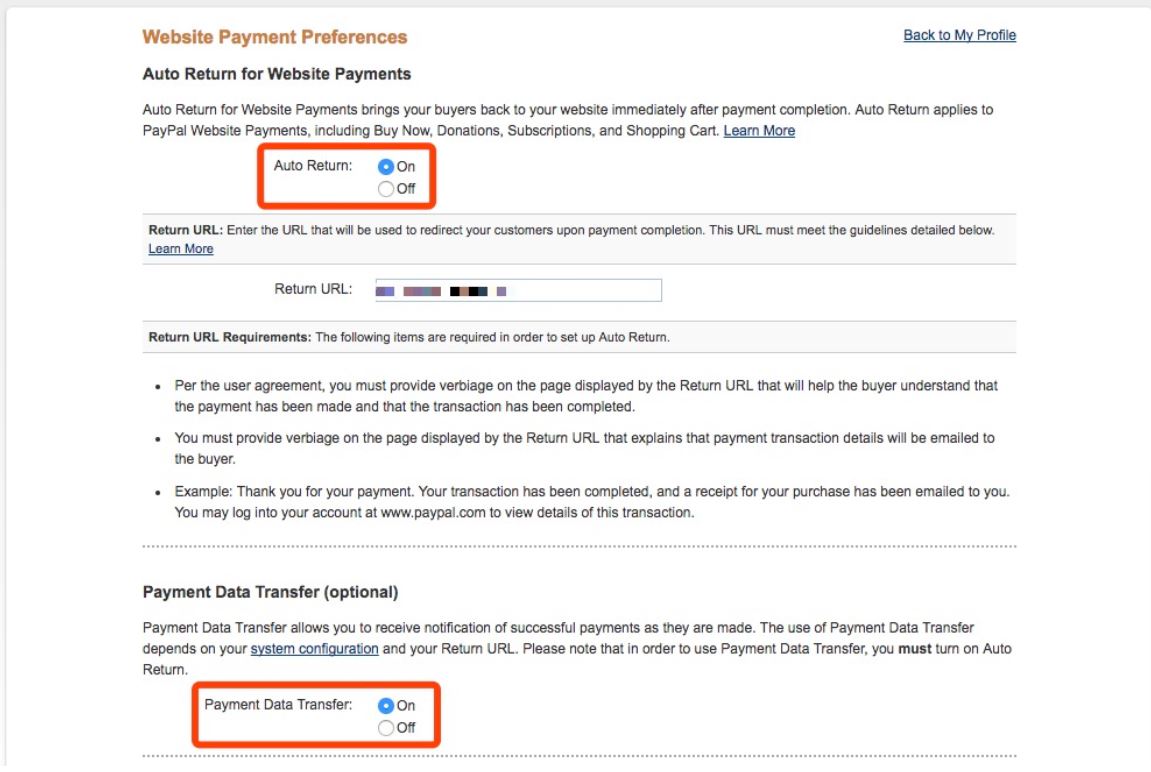 Website Payment Preferences
Back to My Profile
Auto Return for Website Payments
Auto Return for Website Payments brings your buyers back to your website immediately after payment completion. Auto Return applies to
PayPal Website Payments, including Buy Now, Donations, Subscriptions, and Shopping Cart. Learn More
Auto Return: On
Off
Return URL: Enter the URL that will be used to redirect your customers upon payment completion. This URL must meet the guidelines detailed below.
Learn More
Return URL:
Return URL Requirements: The following items are required in order to set up Auto Return.
• Per the user agreement, you must provide verbiage on the page displayed by the Return URL that will help the buyer understand that
the payment has been made and that the transaction has been completed.
• You must provide verbiage on the page displayed by the Return URL that explains that payment transaction details will be emailed to
the buyer.
• Example: Thank you for your payment. Your transaction has been completed, and a receipt for your purchase has been emailed to you.
You may log into your account at www.paypal.com to view details of this transaction.
Payment Data Transfer (optional)
Payment Data Transfer allows you to receive notification of successful payments as they are made. The use of Payment Data Transfer
depends on your system configuration and your Return URL. Please note that in order to use Payment Data Transfer, you must turn on Auto
Return.
Payment Data Transfer: On
Off